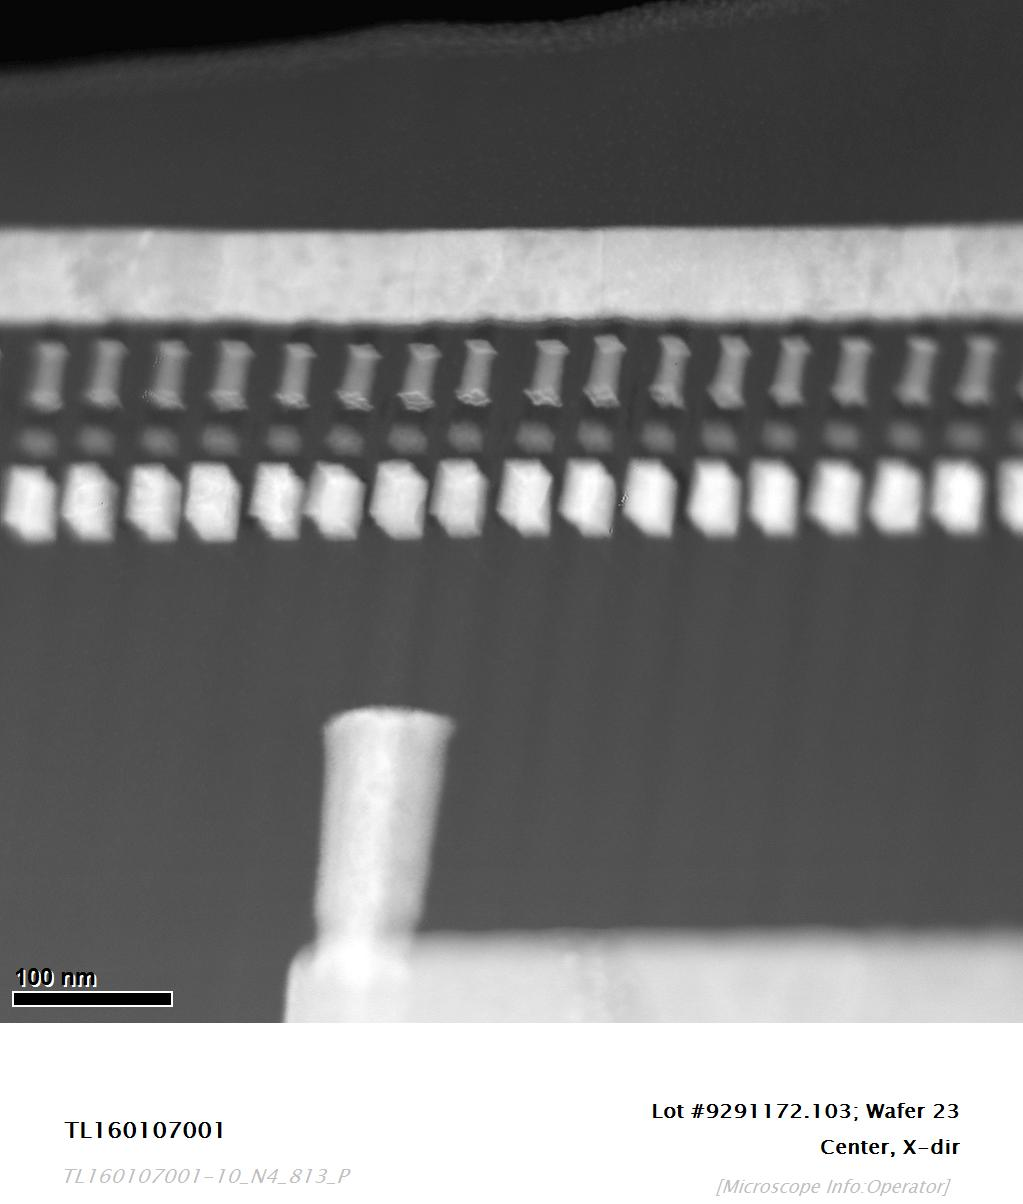 100 nm
TL160107001
Lot #9291172.103; Wafer 23
Center, X-dir
TL160107001-10_N4_813_P
[Microscope Info:Operator]